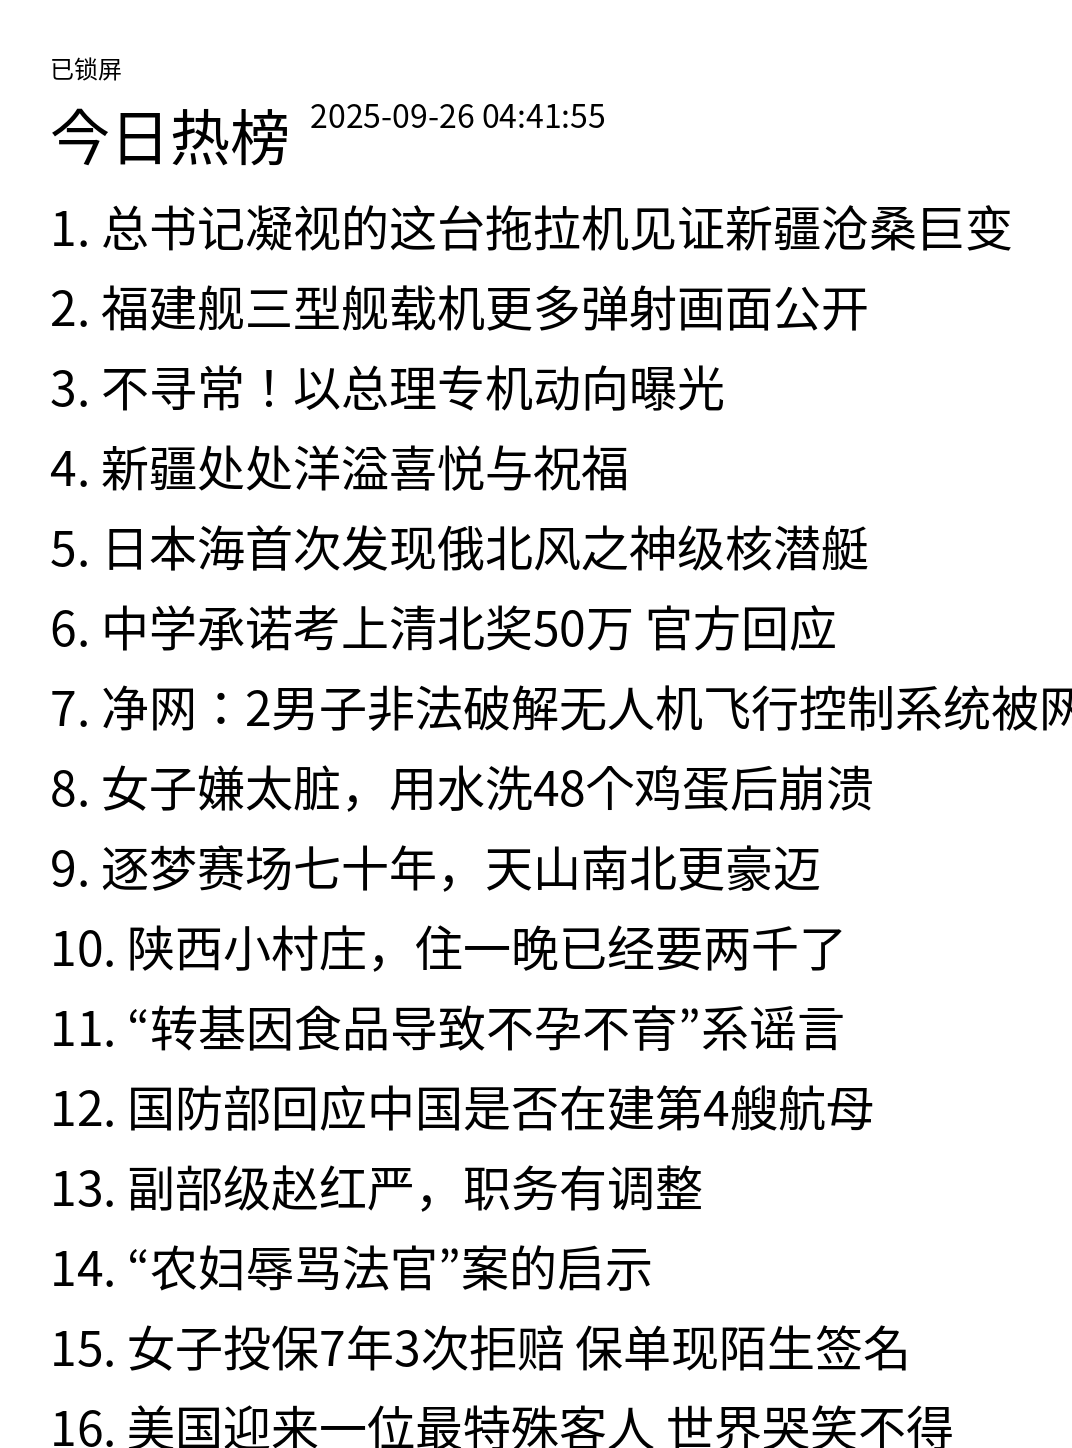 已锁屏
今日热榜 2025-09-26 04:41:55
1. 总书记凝视的这台拖拉机见证新疆沧桑巨变
2. 福建舰三型舰载机更多弹射画面公开
3. 不寻常！以总理专机动向曝光
4. 新疆处处洋溢喜悦与祝福
5. 日本海首次发现俄北风之神级核潜艇
6. 中学承诺考上清北奖50万 官方回应
7. 净网：2男子非法破解无人机飞行控制系统被网
8. 女子嫌太脏，用水洗48个鸡蛋后崩溃
9. 逐梦赛场七十年，天山南北更豪迈
10. 陕西小村庄，住一晚已经要两千了
11. “转基因食品导致不孕不育”系谣言
12. 国防部回应中国是否在建第4艘航母
13. 副部级赵红严，职务有调整
14. “农妇辱骂法官”案的启示
15. 女子投保7年3次拒赔 保单现陌生签名
16. 美国迎来一位最特殊客人 世界哭笑不得